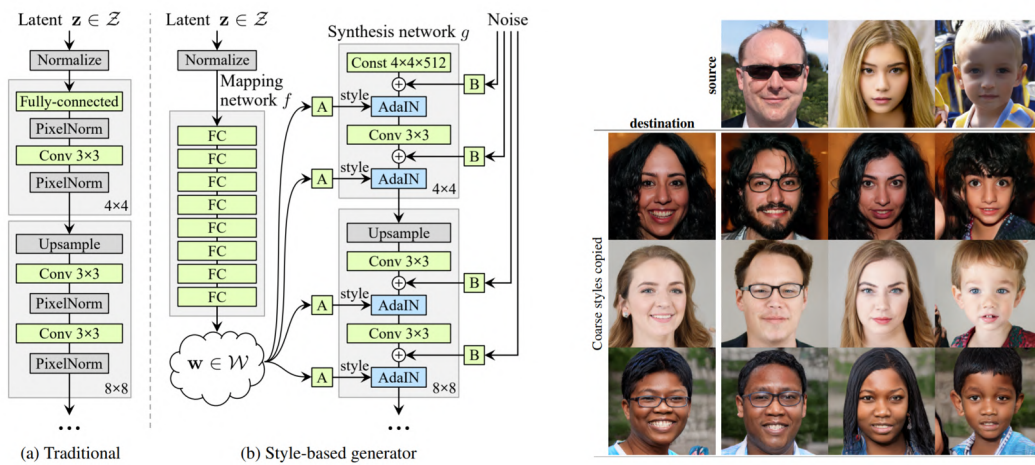 Latent z ∈ Z
Normalize
Fully-connected
PixelNorm
Conv 3×3
PixelNorm
4×4
Upsample
Conv 3×3
PixelNorm
Conv 3×3
PixelNorm
8×8
...
(a) Traditional
Latent z ∈ Z
Normalize
Mapping
network f
FC
FC
FC
FC
FC
FC
FC
FC
w ∈ W
Synthesis network g
Noise
Const 4×4×512
B
A
style
AdaIN
Conv 3×3
B
A
style
AdaIN
4×4
Upsample
Conv 3×3
B
A
style
AdaIN
Conv 3×3
B
A
style
AdaIN
8×8
...
(b) Style-based generator
source
destination
Coarse styles copied